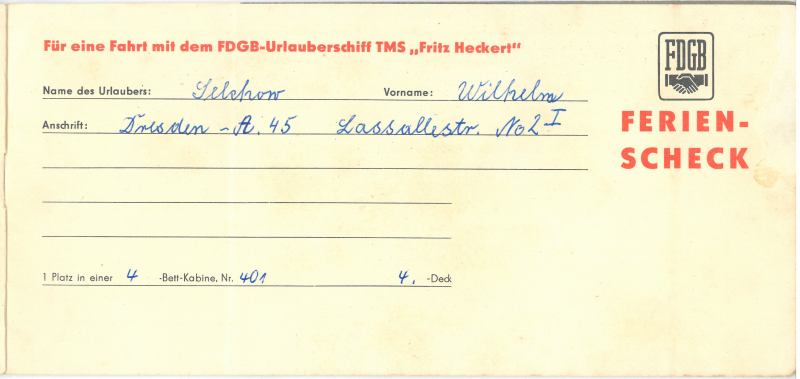 Für eine Fahrt mit dem FDGB-Urlauberschiff TMS „Fritz Heckert"
FDGB
Name des Urlaubers: Selchow Vorname: Wilhelm
FERIEN-
Anschrift: Dresden - A. 45 Lassallestr. No 2 I
SCHECK
1 Platz in einer 4 -Bett-Kabine, Nr. 401 4. -Deck